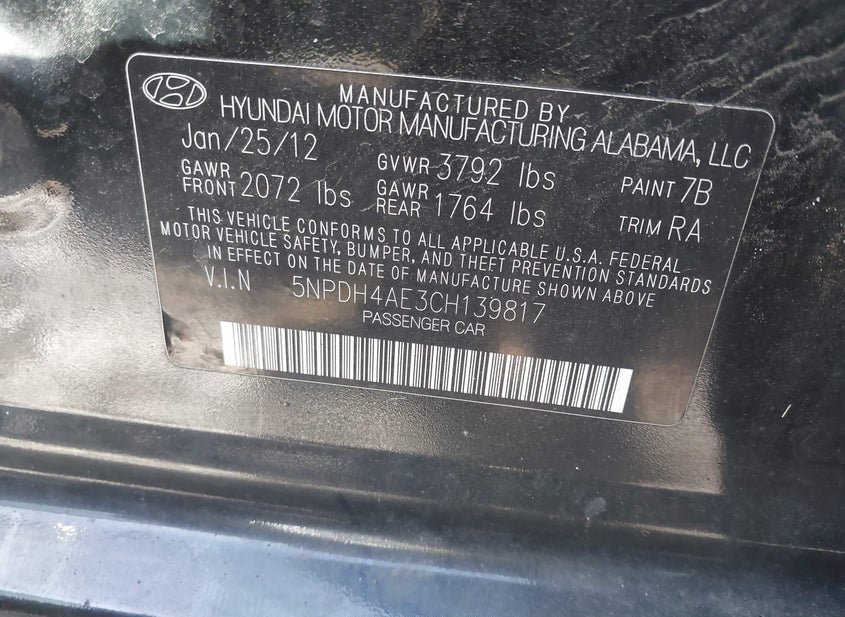 MANUFACTURED BY
HYUNDAI MOTOR MANUFACTURING ALABAMA, LLC
Jan/25/12 GVWR 3792 lbs PAINT 7B
GAWR FRONT 2072 lbs GAWR REAR 1764 lbs TRIM RA
THIS VEHICLE CONFORMS TO ALL APPLICABLE U.S.A. FEDERAL
MOTOR VEHICLE SAFETY, BUMPER, AND THEFT PREVENTION STANDARDS
IN EFFECT ON THE DATE OF MANUFACTURE SHOWN ABOVE
V.I.N 5NPDH4AE3CH139817
PASSENGER CAR